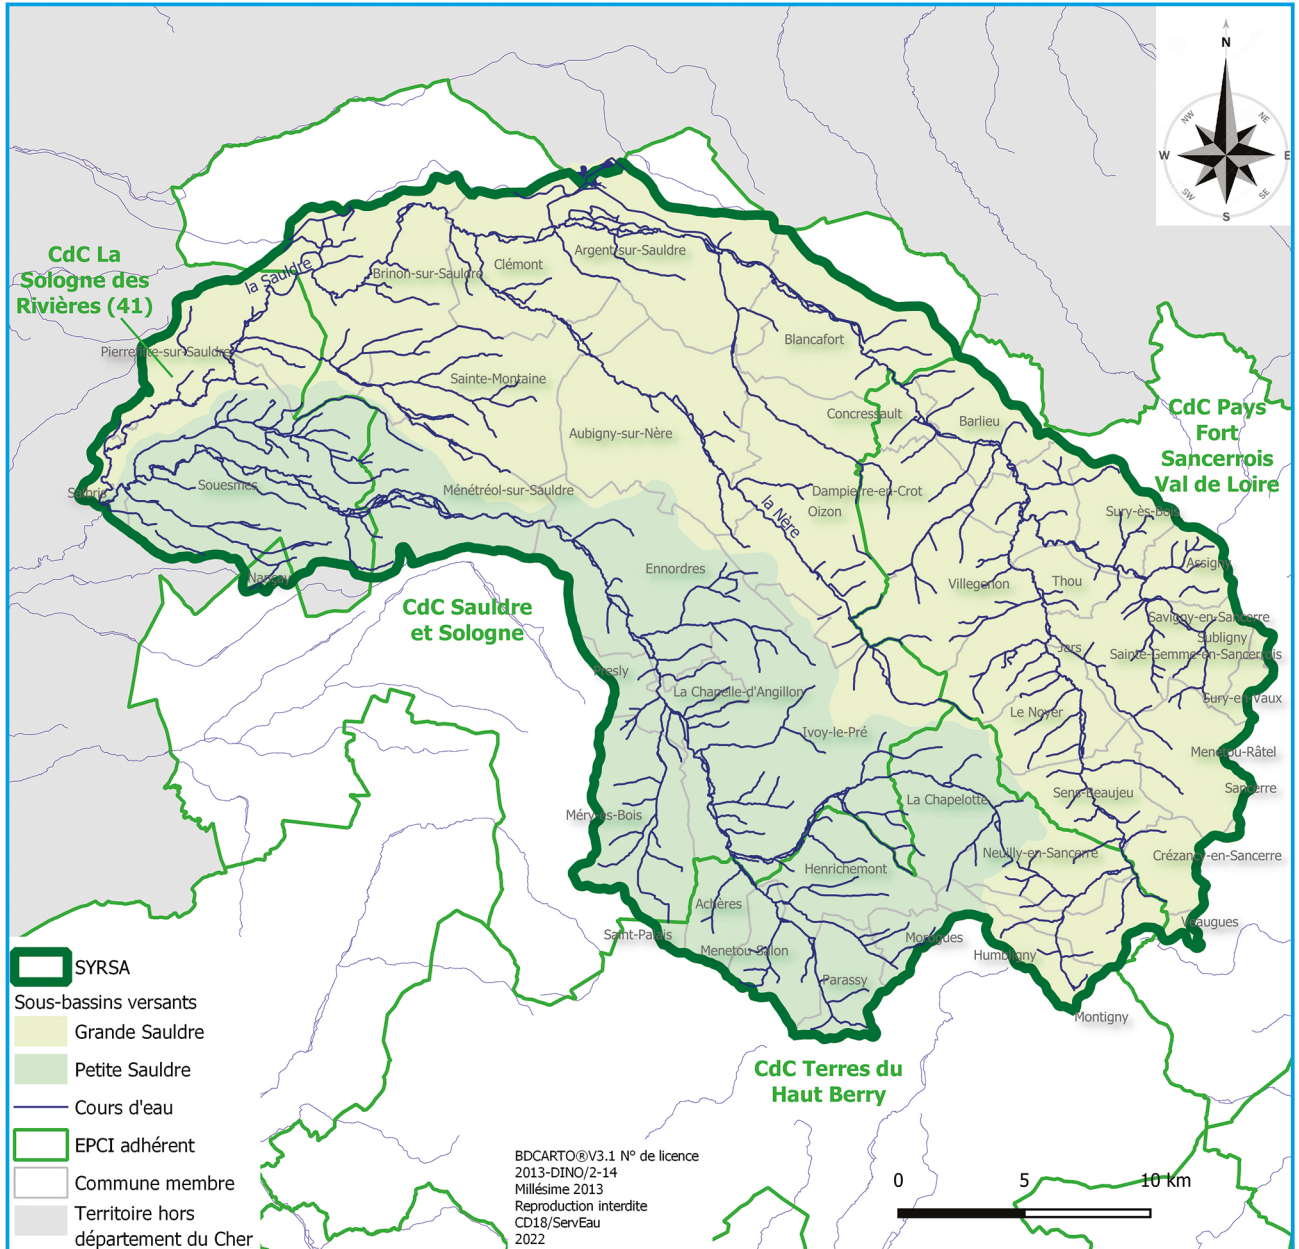 N
NW
NE
W
E
SW
SE
S
CdC La
Sologne des
Rivières (41)
la Sauldre
Brinon-sur-Sauldre
Clémont
Argent-sur-Sauldre
Pierrefitte-sur-Sauldre
Blancafort
Sainte-Montaine
Concressault
Barlieu
CdC Pays
Fort
Sancerrois
Val de Loire
Aubigny-sur-Nère
Salbris
Souesmes
Ménétréol-sur-Sauldre
la Nère
Dampierre-en-Crot
Oizon
Sury-ès-Bois
Assigny
Nançay
Ennordres
Villegenon
Thou
CdC Sauldre
et Sologne
Savigny-en-Sancerre
Subligny
Jars
Sainte-Gemme-en-Sancerrois
Presly
La Chapelle-d'Angillon
Sury-en-Vaux
Le Noyer
Ivoy-le-Pré
Menetou-Râtel
Sens-Beaujeu
Sancerre
La Chapelotte
Méry-ès-Bois
Neuilly-en-Sancerre
Crézancy-en-Sancerre
Henrichemont
Achères
Veaugues
Saint-Palais
Morogues
Menetou-Salon
Humbligny
Parassy
Montigny
CdC Terres du
Haut Berry
SYRSA
Sous-bassins versants
Grande Sauldre
Petite Sauldre
Cours d'eau
EPCI adhérent
Commune membre
Territoire hors
département du Cher
BDCARTO®V3.1 N° de licence
2013-DINO/2-14
Millésime 2013
Reproduction interdite
CD18/ServEau
2022
0 5 10 km